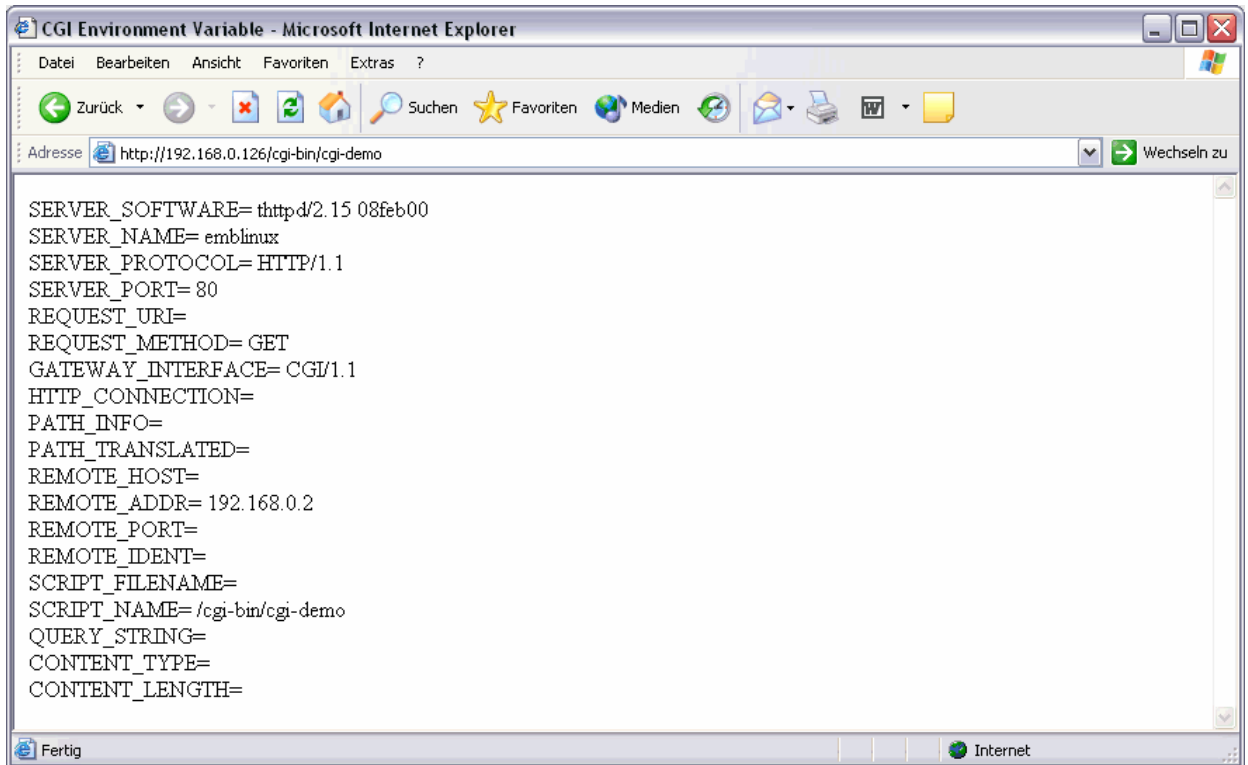 CGI Environment Variable - Microsoft Internet Explorer
Datei Bearbeiten Ansicht Favoriten Extras ?
Zurück Suchen Favoriten Medien
Adresse http://192.168.0.126/cgi-bin/cgi-demo Wechseln zu
SERVER_SOFTWARE= thttpd/2.15 08feb00
SERVER_NAME= emblinux
SERVER_PROTOCOL= HTTP/1.1
SERVER_PORT= 80
REQUEST_URI=
REQUEST_METHOD= GET
GATEWAY_INTERFACE= CGI/1.1
HTTP_CONNECTION=
PATH_INFO=
PATH_TRANSLATED=
REMOTE_HOST=
REMOTE_ADDR= 192.168.0.2
REMOTE_PORT=
REMOTE_IDENT=
SCRIPT_FILENAME=
SCRIPT_NAME= /cgi-bin/cgi-demo
QUERY_STRING=
CONTENT_TYPE=
CONTENT_LENGTH=
Fertig Internet